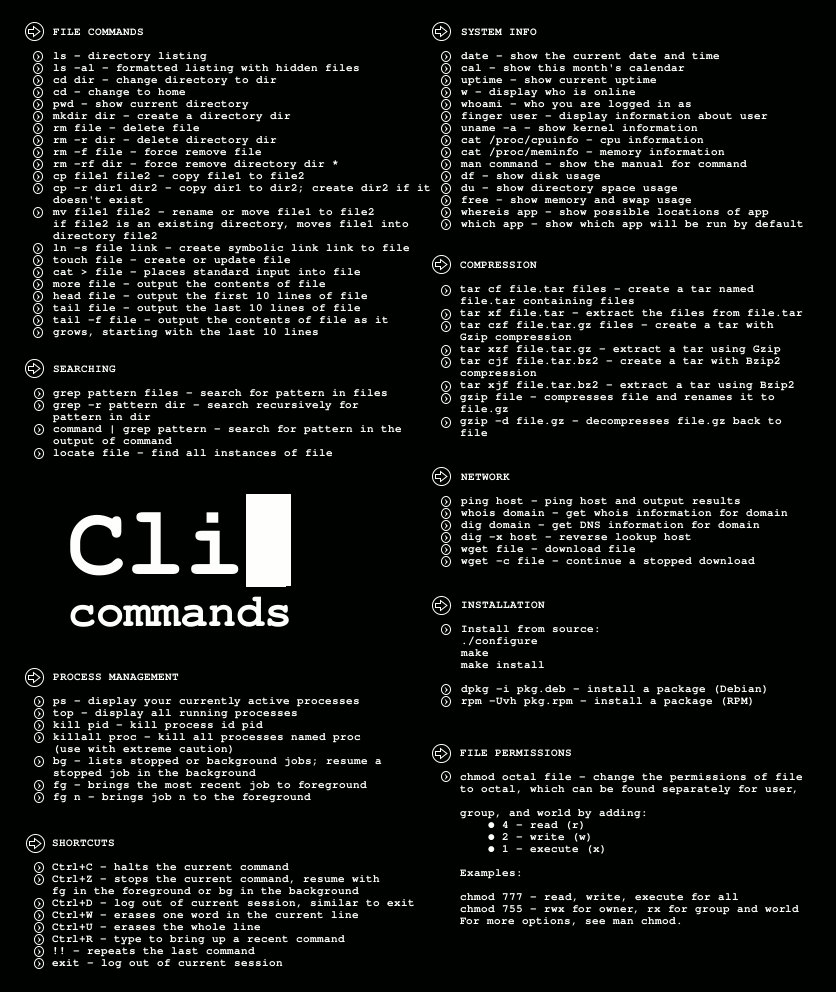 FILE COMMANDS
ls - directory listing
ls -al - formatted listing with hidden files
cd dir - change directory to dir
cd - change to home
pwd - show current directory
mkdir dir - create a directory dir
rm file - delete file
rm -r dir - delete directory dir
rm -f file - force remove file
rm -rf dir - force remove directory dir *
cp file1 file2 - copy file1 to file2
cp -r dir1 dir2 - copy dir1 to dir2; create dir2 if it
doesn't exist
mv file1 file2 - rename or move file1 to file2
if file2 is an existing directory, moves file1 into
directory file2
ln -s file link - create symbolic link link to file
touch file - create or update file
cat > file - places standard input into file
more file - output the contents of file
head file - output the first 10 lines of file
tail file - output the last 10 lines of file
tail -f file - output the contents of file as it
grows, starting with the last 10 lines
SEARCHING
grep pattern files - search for pattern in files
grep -r pattern dir - search recursively for
pattern in dir
command | grep pattern - search for pattern in the
output of command
locate file - find all instances of file
Cli
commands
PROCESS MANAGEMENT
ps - display your currently active processes
top - display all running processes
kill pid - kill process id pid
killall proc - kill all processes named proc
(use with extreme caution)
bg - lists stopped or background jobs; resume a
stopped job in the background
fg - brings the most recent job to foreground
fg n - brings job n to the foreground
SHORTCUTS
Ctrl+C - halts the current command
Ctrl+Z - stops the current command, resume with
fg in the foreground or bg in the background
Ctrl+D - log out of current session, similar to exit
Ctrl+W - erases one word in the current line
Ctrl+U - erases the whole line
Ctrl+R - type to bring up a recent command
!! - repeats the last command
exit - log out of current session
SYSTEM INFO
date - show the current date and time
cal - show this month's calendar
uptime - show current uptime
w - display who is online
whoami - who you are logged in as
finger user - display information about user
uname -a - show kernel information
cat /proc/cpuinfo - cpu information
cat /proc/meminfo - memory information
man command - show the manual for command
df - show disk usage
du - show directory space usage
free - show memory and swap usage
whereis app - show possible locations of app
which app - show which app will be run by default
COMPRESSION
tar cf file.tar files - create a tar named
file.tar containing files
tar xf file.tar - extract the files from file.tar
tar czf file.tar.gz files - create a tar with
Gzip compression
tar xzf file.tar.gz - extract a tar using Gzip
tar cjf file.tar.bz2 - create a tar with Bzip2
compression
tar xjf file.tar.bz2 - extract a tar using Bzip2
gzip file - compresses file and renames it to
file.gz
gzip -d file.gz - decompresses file.gz back to
file
NETWORK
ping host - ping host and output results
whois domain - get whois information for domain
dig domain - get DNS information for domain
dig -x host - reverse lookup host
wget file - download file
wget -c file - continue a stopped download
INSTALLATION
Install from source:
./configure
make
make install
dpkg -i pkg.deb - install a package (Debian)
rpm -Uvh pkg.rpm - install a package (RPM)
FILE PERMISSIONS
chmod octal file - change the permissions of file
to octal, which can be found separately for user,
group, and world by adding:
● 4 - read (r)
● 2 - write (w)
● 1 - execute (x)
Examples:
chmod 777 - read, write, execute for all
chmod 755 - rwx for owner, rx for group and world
For more options, see man chmod.